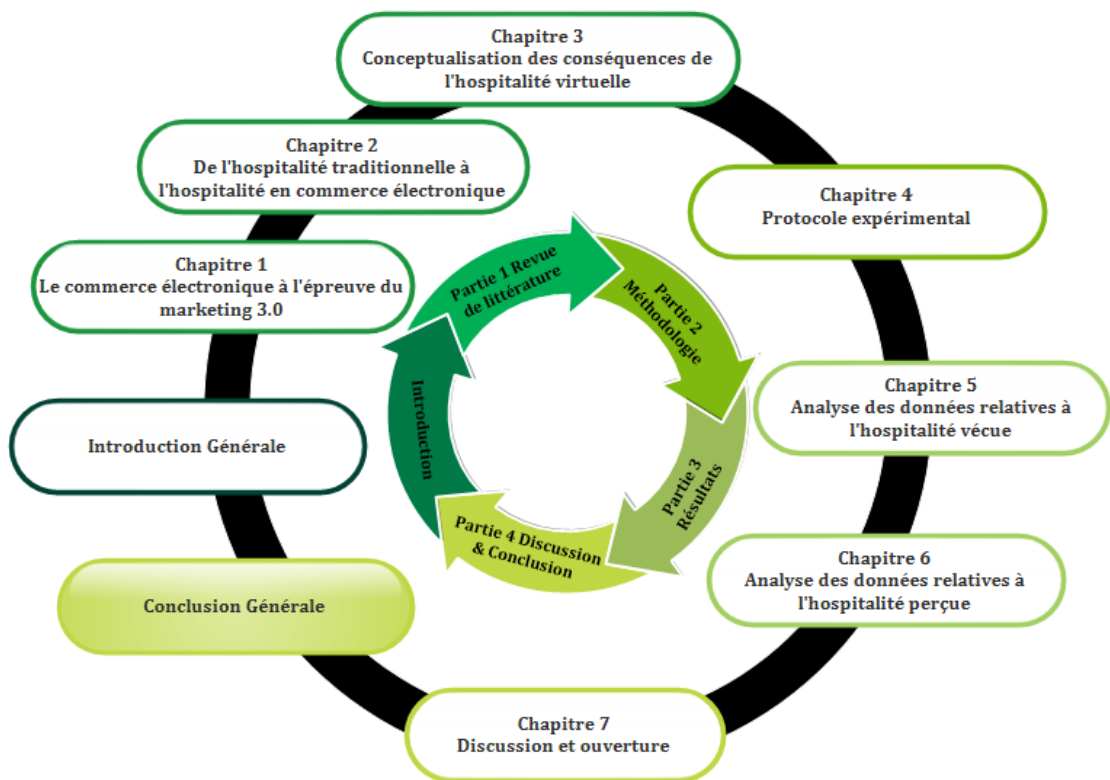 Chapitre 3
Conceptualisation des conséquences de
l'hospitalité virtuelle
Chapitre 2
De l'hospitalité traditionnelle à
l'hospitalité en commerce électronique
Chapitre 4
Protocole expérimental
Chapitre 1
Le commerce électronique à l'épreuve du
marketing 3.0
Partie 1 Revue
de littérature
Partie 2
Méthodologie
Introduction
Partie 3
Résultats
Partie 4 Discussion
& Conclusion
Chapitre 5
Analyse des données relatives à
l'hospitalité vécue
Introduction Générale
Chapitre 6
Analyse des données relatives à
l'hospitalité perçue
Conclusion Générale
Chapitre 7
Discussion et ouverture